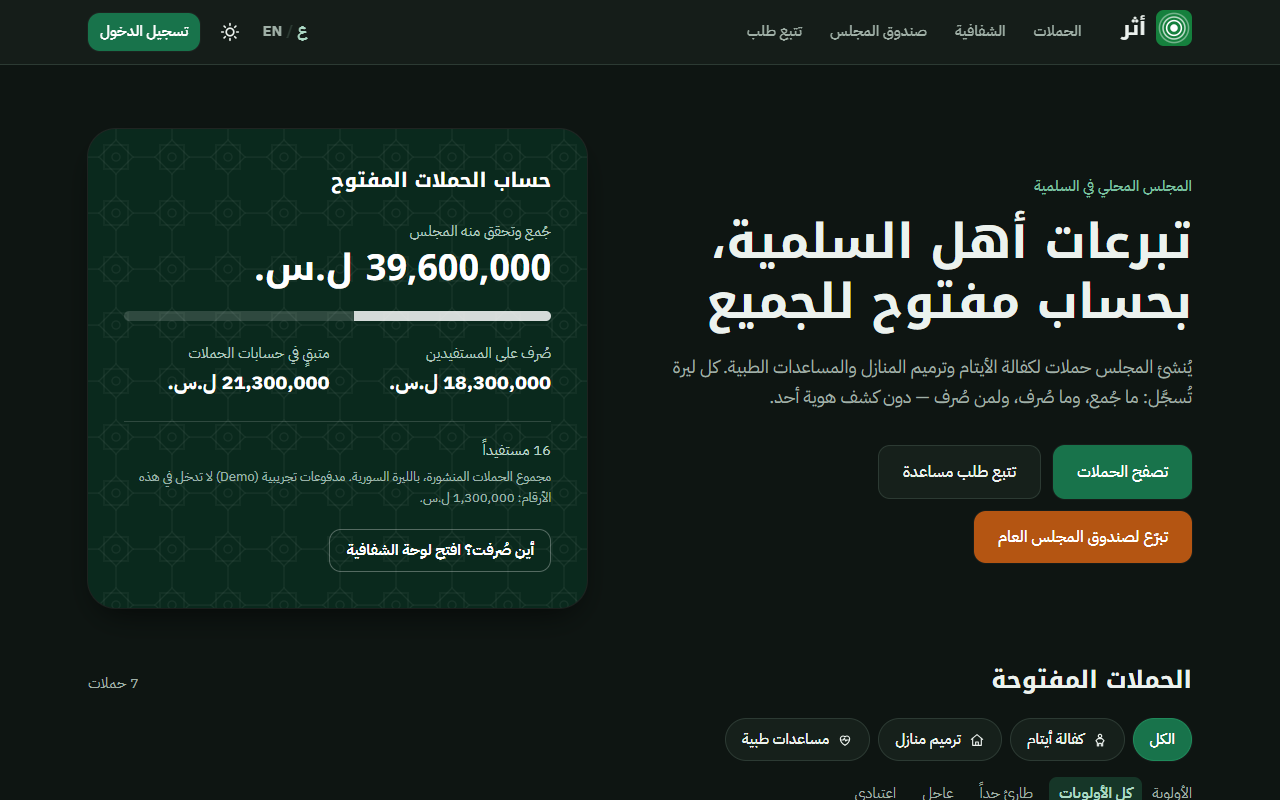 أثر
الحملات
الشفافية
صندوق المجلس
تتبع طلب
ع / EN
تسجيل الدخول
المجلس المحلي في السلمية
تبرعات أهل السلمية،
بحساب مفتوح للجميع
يُنشئ المجلس حملات لكفالة الأيتام وترميم المنازل والمساعدات الطبية. كل ليرة
تُسجَّل: ما جُمع، وما صُرف، ولمن صُرف — دون كشف هوية أحد.
تصفح الحملات
تتبع طلب مساعدة
تبرّع لصندوق المجلس العام
حساب الحملات المفتوح
جُمع وتحقق منه المجلس
39,600,000 ل.س.
صُرف على المستفيدين
متبقٍ في حسابات الحملات
18,300,000 ل.س.
21,300,000 ل.س.
16 مستفيداً
مجموع الحملات المنشورة، بالليرة السورية. مدفوعات تجريبية (Demo) لا تدخل في هذه
الأرقام: 1,300,000 ل.س.
أين صُرفت؟ افتح لوحة الشفافية
الحملات المفتوحة
7 حملات
الكل
كفالة أيتام
ترميم منازل
مساعدات طبية
الأولوية
كل الأولويات
طارئ جداً
عاجل
اعتيادي